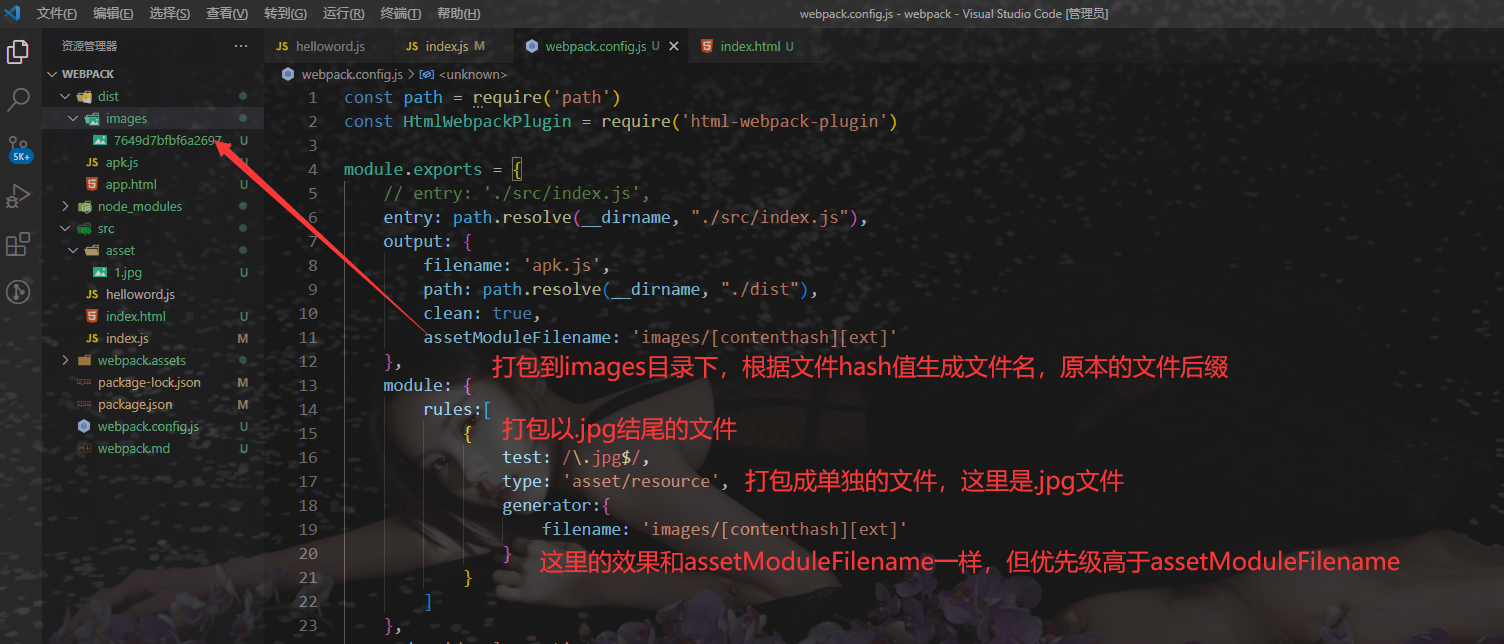 文件(F) 编辑(E) 选择(S) 查看(V) 转到(G) 运行(R) 终端(T) 帮助(H) webpack.config.js - webpack - Visual Studio Code [管理员]
资源管理器 ···
WEBPACK
dist
images
7649d7bfbf6a2697... U
apk.js U
app.html U
node_modules
src
asset
1.jpg U
helloword.js
index.html U
index.js M
webpack.assets
package-lock.json M
package.json M
webpack.config.js U
webpack.md U
5K+
JS helloword.js JS index.js M webpack.config.js U × index.html U
webpack.config.js > <unknown>
1 const path = require('path')
2 const HtmlWebpackPlugin = require('html-webpack-plugin')
3
4 module.exports = {
5 // entry: './src/index.js',
6 entry: path.resolve(__dirname, "./src/index.js"),
7 output: {
8 filename: 'apk.js',
9 path: path.resolve(__dirname, "./dist"),
10 clean: true,
11 assetModuleFilename: 'images/[contenthash][ext]'
打包到images目录下，根据文件hash值生成文件名，原本的文件后缀
12 },
13 module: {
14 rules:[
打包以.jpg结尾的文件
15 {
16 test: /\.jpg$/,
17 type: 'asset/resource', 打包成单独的文件，这里是.jpg文件
18 generator:{
19 filename: 'images/[contenthash][ext]'
20 }
这里的效果和assetModuleFilename一样，但优先级高于assetModuleFilename
21 }
22 ]
23 },